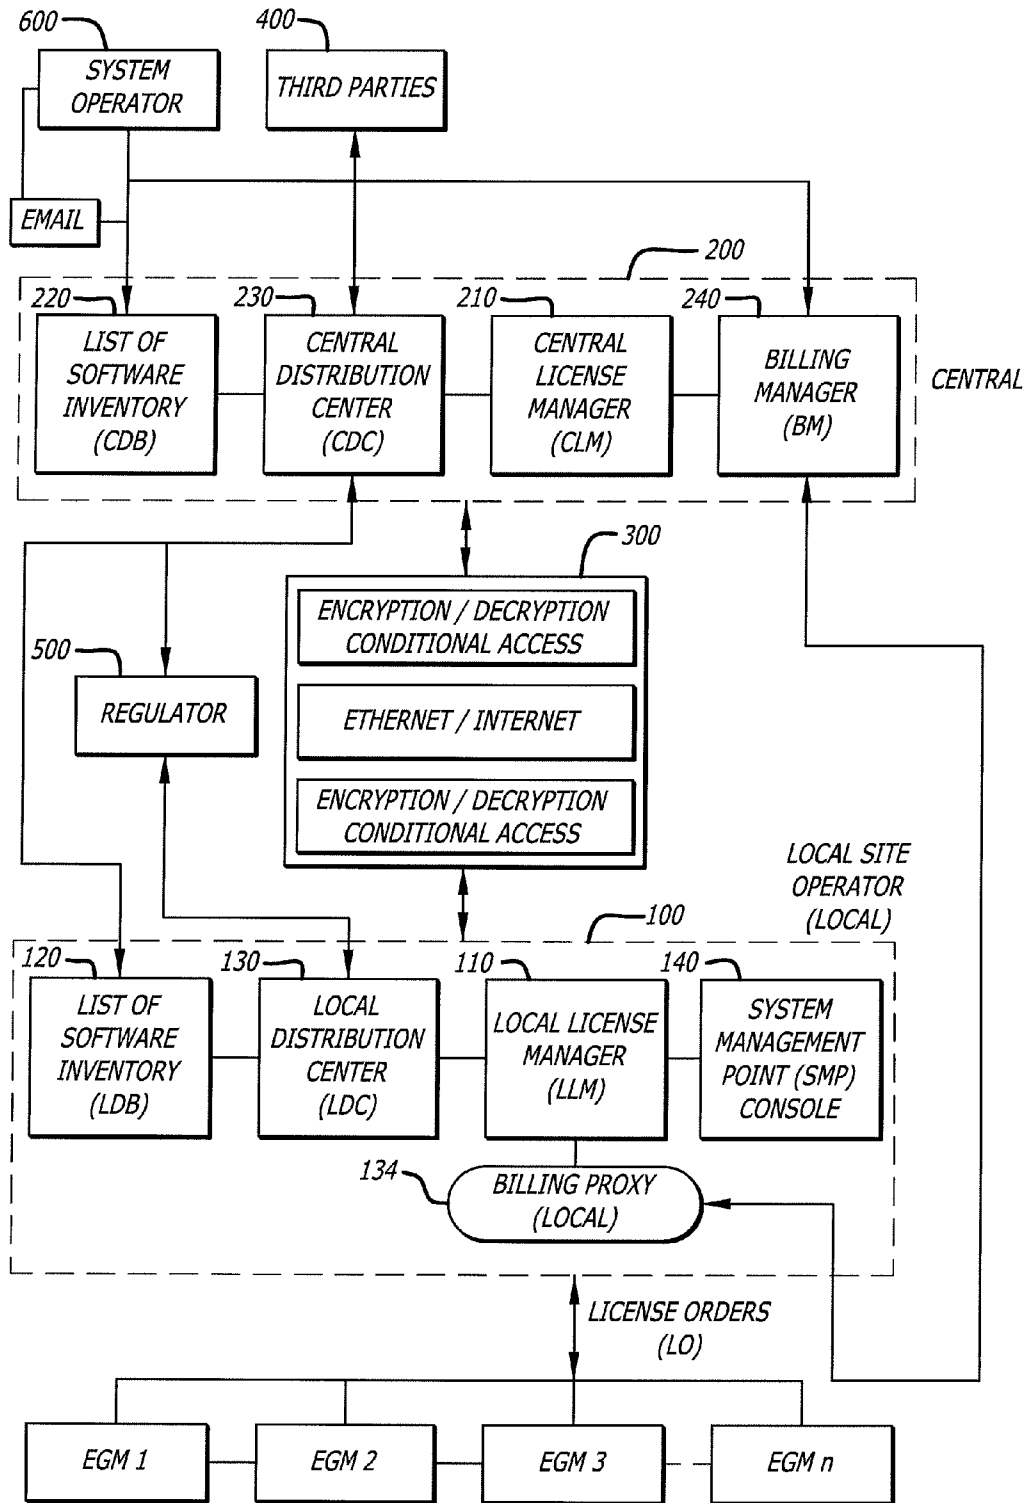 600
SYSTEM
OPERATOR
400
THIRD PARTIES
EMAIL
200
220
LIST OF
SOFTWARE
INVENTORY
(CDB)
230
CENTRAL
DISTRIBUTION
CENTER
(CDC)
210
CENTRAL
LICENSE
MANAGER
(CLM)
240
BILLING
MANAGER
(BM)
CENTRAL
300
ENCRYPTION / DECRYPTION
CONDITIONAL ACCESS
ETHERNET / INTERNET
ENCRYPTION / DECRYPTION
CONDITIONAL ACCESS
500
REGULATOR
LOCAL SITE
OPERATOR
(LOCAL)
100
120
LIST OF
SOFTWARE
INVENTORY
(LDB)
130
LOCAL
DISTRIBUTION
CENTER
(LDC)
110
LOCAL LICENSE
MANAGER
(LLM)
140
SYSTEM
MANAGEMENT
POINT (SMP)
CONSOLE
134
BILLING PROXY
(LOCAL)
LICENSE ORDERS
(LO)
EGM 1
EGM 2
EGM 3
EGM n